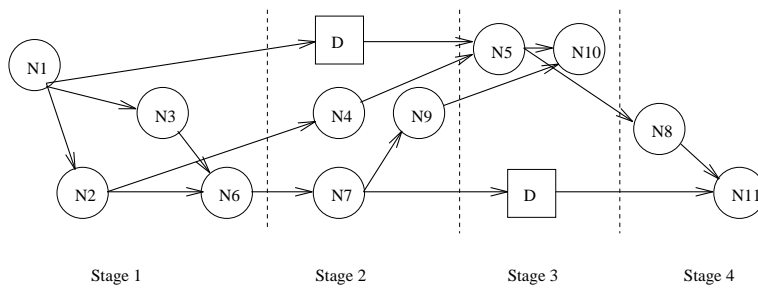 D
N5
N10
N1
N3
N4
N9
N8
N2
N6
N7
D
N11
Stage 1
Stage 2
Stage 3
Stage 4